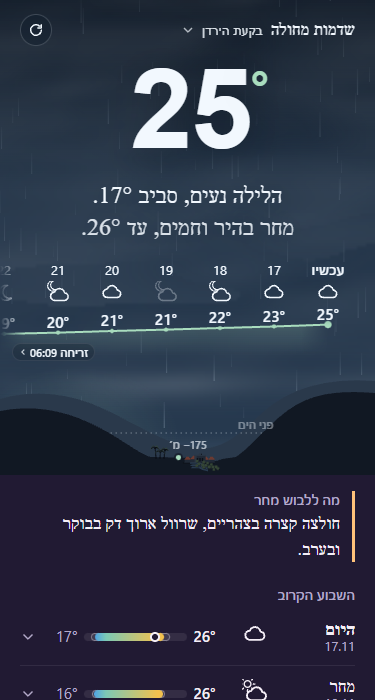 שדמות מחולה בקעת הירדן
25°
הלילה נעים, סביב 17°.
מחר בהיר וחמים, עד 26°.
עכשיו 17 18 19 20 21
25° 23° 22° 21° 21° 20°
זריחה 06:09
פני הים
−175 מ׳
מה ללבוש מחר
חולצה קצרה בצהריים, שרוול ארוך דק בבוקר
ובערב.
השבוע הקרוב
היום 26° 17°
17.11
מחר 26° 16°